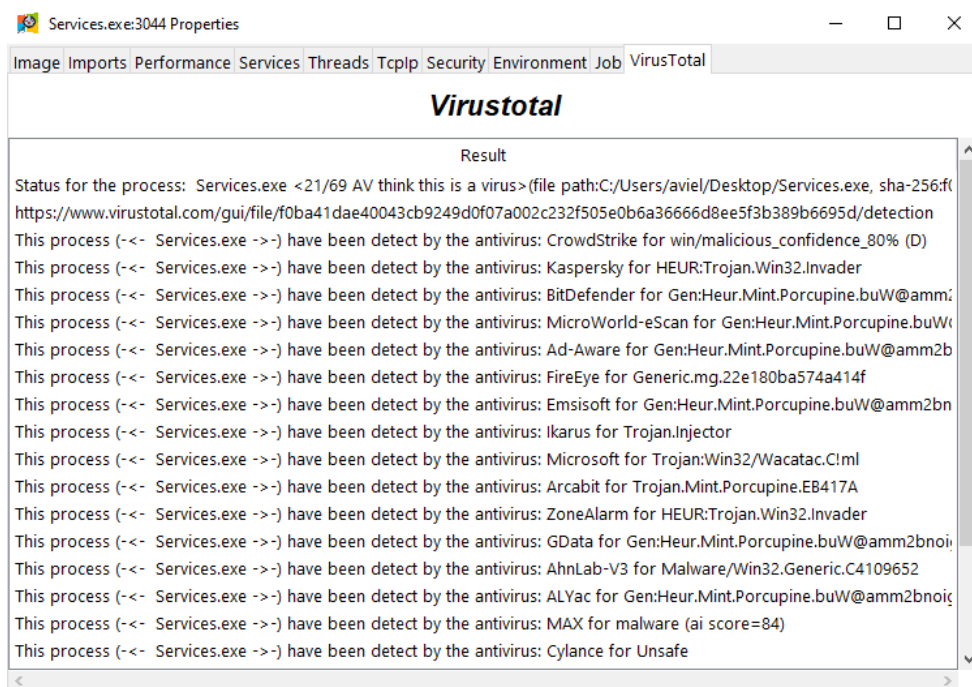 Services.exe:3044 Properties
Image Imports Performance Services Threads TcpIp Security Environment Job VirusTotal
Virustotal
Result
Status for the process: Services.exe <21/69 AV think this is a virus>(file path:C:/Users/aviel/Desktop/Services.exe, sha-256:f0
https://www.virustotal.com/gui/file/f0ba41dae40043cb9249d0f07a002c232f505e0b6a36666d8ee5f3b389b6695d/detection
This process (-<- Services.exe ->-) have been detect by the antivirus: CrowdStrike for win/malicious_confidence_80% (D)
This process (-<- Services.exe ->-) have been detect by the antivirus: Kaspersky for HEUR:Trojan.Win32.Invader
This process (-<- Services.exe ->-) have been detect by the antivirus: BitDefender for Gen:Heur.Mint.Porcupine.buW@amm2
This process (-<- Services.exe ->-) have been detect by the antivirus: MicroWorld-eScan for Gen:Heur.Mint.Porcupine.buW@
This process (-<- Services.exe ->-) have been detect by the antivirus: Ad-Aware for Gen:Heur.Mint.Porcupine.buW@amm2b
This process (-<- Services.exe ->-) have been detect by the antivirus: FireEye for Generic.mg.22e180ba574a414f
This process (-<- Services.exe ->-) have been detect by the antivirus: Emsisoft for Gen:Heur.Mint.Porcupine.buW@amm2bn
This process (-<- Services.exe ->-) have been detect by the antivirus: Ikarus for Trojan.Injector
This process (-<- Services.exe ->-) have been detect by the antivirus: Microsoft for Trojan:Win32/Wacatac.C!ml
This process (-<- Services.exe ->-) have been detect by the antivirus: Arcabit for Trojan.Mint.Porcupine.EB417A
This process (-<- Services.exe ->-) have been detect by the antivirus: ZoneAlarm for HEUR:Trojan.Win32.Invader
This process (-<- Services.exe ->-) have been detect by the antivirus: GData for Gen:Heur.Mint.Porcupine.buW@amm2bnoig
This process (-<- Services.exe ->-) have been detect by the antivirus: AhnLab-V3 for Malware/Win32.Generic.C4109652
This process (-<- Services.exe ->-) have been detect by the antivirus: ALYac for Gen:Heur.Mint.Porcupine.buW@amm2bnoig
This process (-<- Services.exe ->-) have been detect by the antivirus: MAX for malware (ai score=84)
This process (-<- Services.exe ->-) have been detect by the antivirus: Cylance for Unsafe